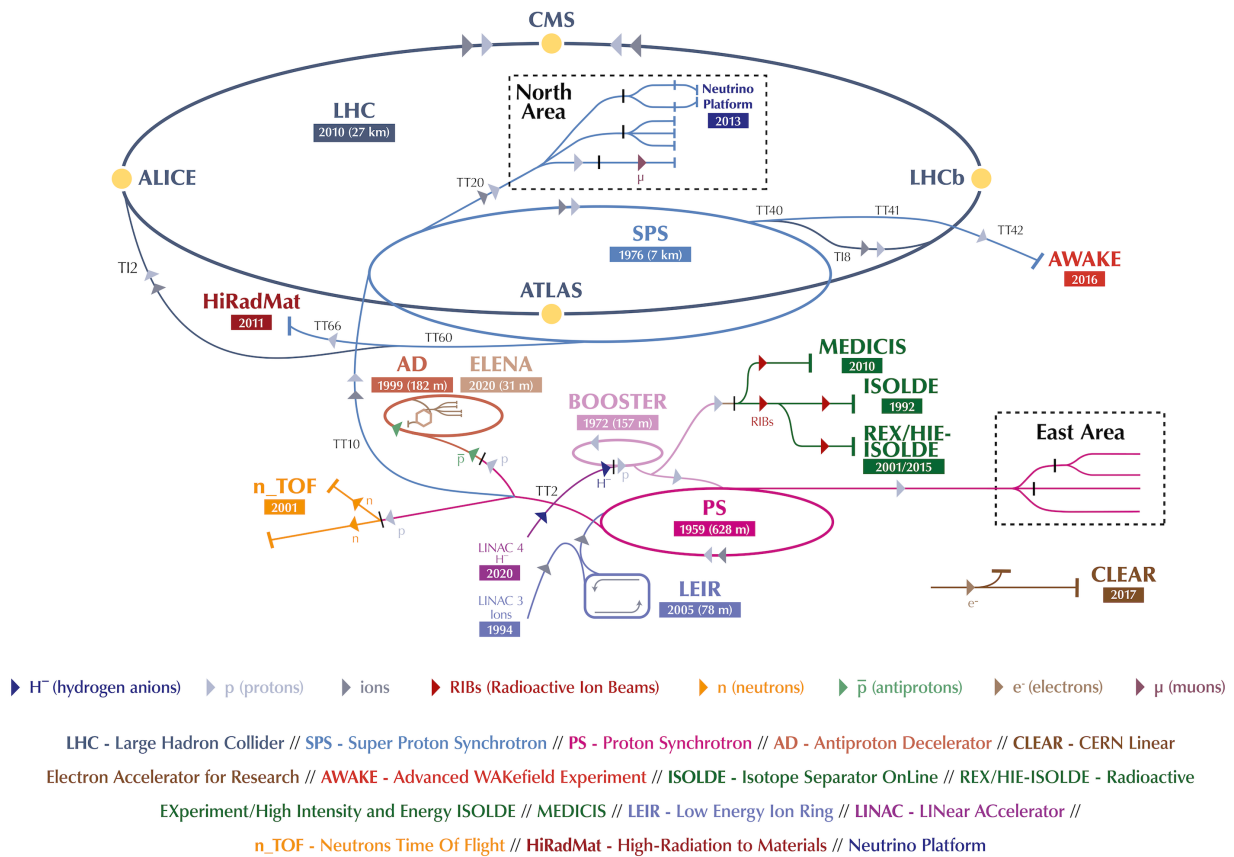 CMS
North
Area
Neutrino
Platform
2013
LHC
2010 (27 km)
μ
ALICE
LHCb
TT20
TT40
TT41
TT42
SPS
1976 (7 km)
TI8
AWAKE
2016
TI2
ATLAS
HiRadMat
2011
TT66
TT60
MEDICIS
2010
AD
1999 (182 m)
ELENA
2020 (31 m)
ISOLDE
1992
BOOSTER
1972 (157 m)
RIBs
REX/HIE-
ISOLDE
2001/2015
East Area
TT10
p̅
p
H⁻
p
n_TOF
2001
n
n
p
TT2
PS
1959 (628 m)
LINAC 4
H⁻
2020
LINAC 3
Ions
1994
LEIR
2005 (78 m)
CLEAR
2017
e⁻
H⁻ (hydrogen anions)
p (protons)
ions
RIBs (Radioactive Ion Beams)
n (neutrons)
p̅ (antiprotons)
e⁻ (electrons)
μ (muons)
LHC - Large Hadron Collider // SPS - Super Proton Synchrotron // PS - Proton Synchrotron // AD - Antiproton Decelerator // CLEAR - CERN Linear
Electron Accelerator for Research // AWAKE - Advanced WAKefield Experiment // ISOLDE - Isotope Separator OnLine // REX/HIE-ISOLDE - Radioactive
EXperiment/High Intensity and Energy ISOLDE // MEDICIS // LEIR - Low Energy Ion Ring // LINAC - LINear ACcelerator //
n_TOF - Neutrons Time Of Flight // HiRadMat - High-Radiation to Materials // Neutrino Platform